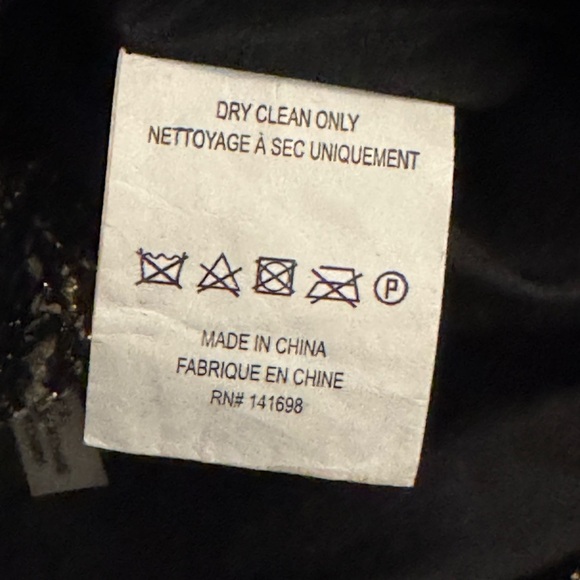 DRY CLEAN ONLY
NETTOYAGE À SEC UNIQUEMENT
P
MADE IN CHINA
FABRIQUE EN CHINE
RN# 141698